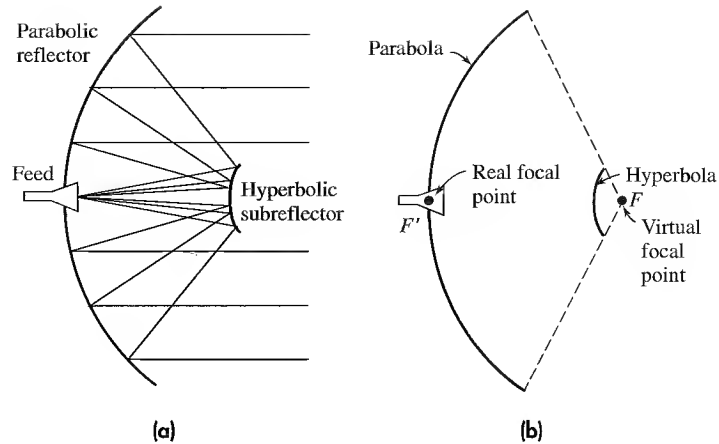 Parabolic
reflector
Feed
Hyperbolic
subreflector
(a)
Parabola
Real focal
point
F'
Hyperbola
F
Virtual
focal
point
(b)